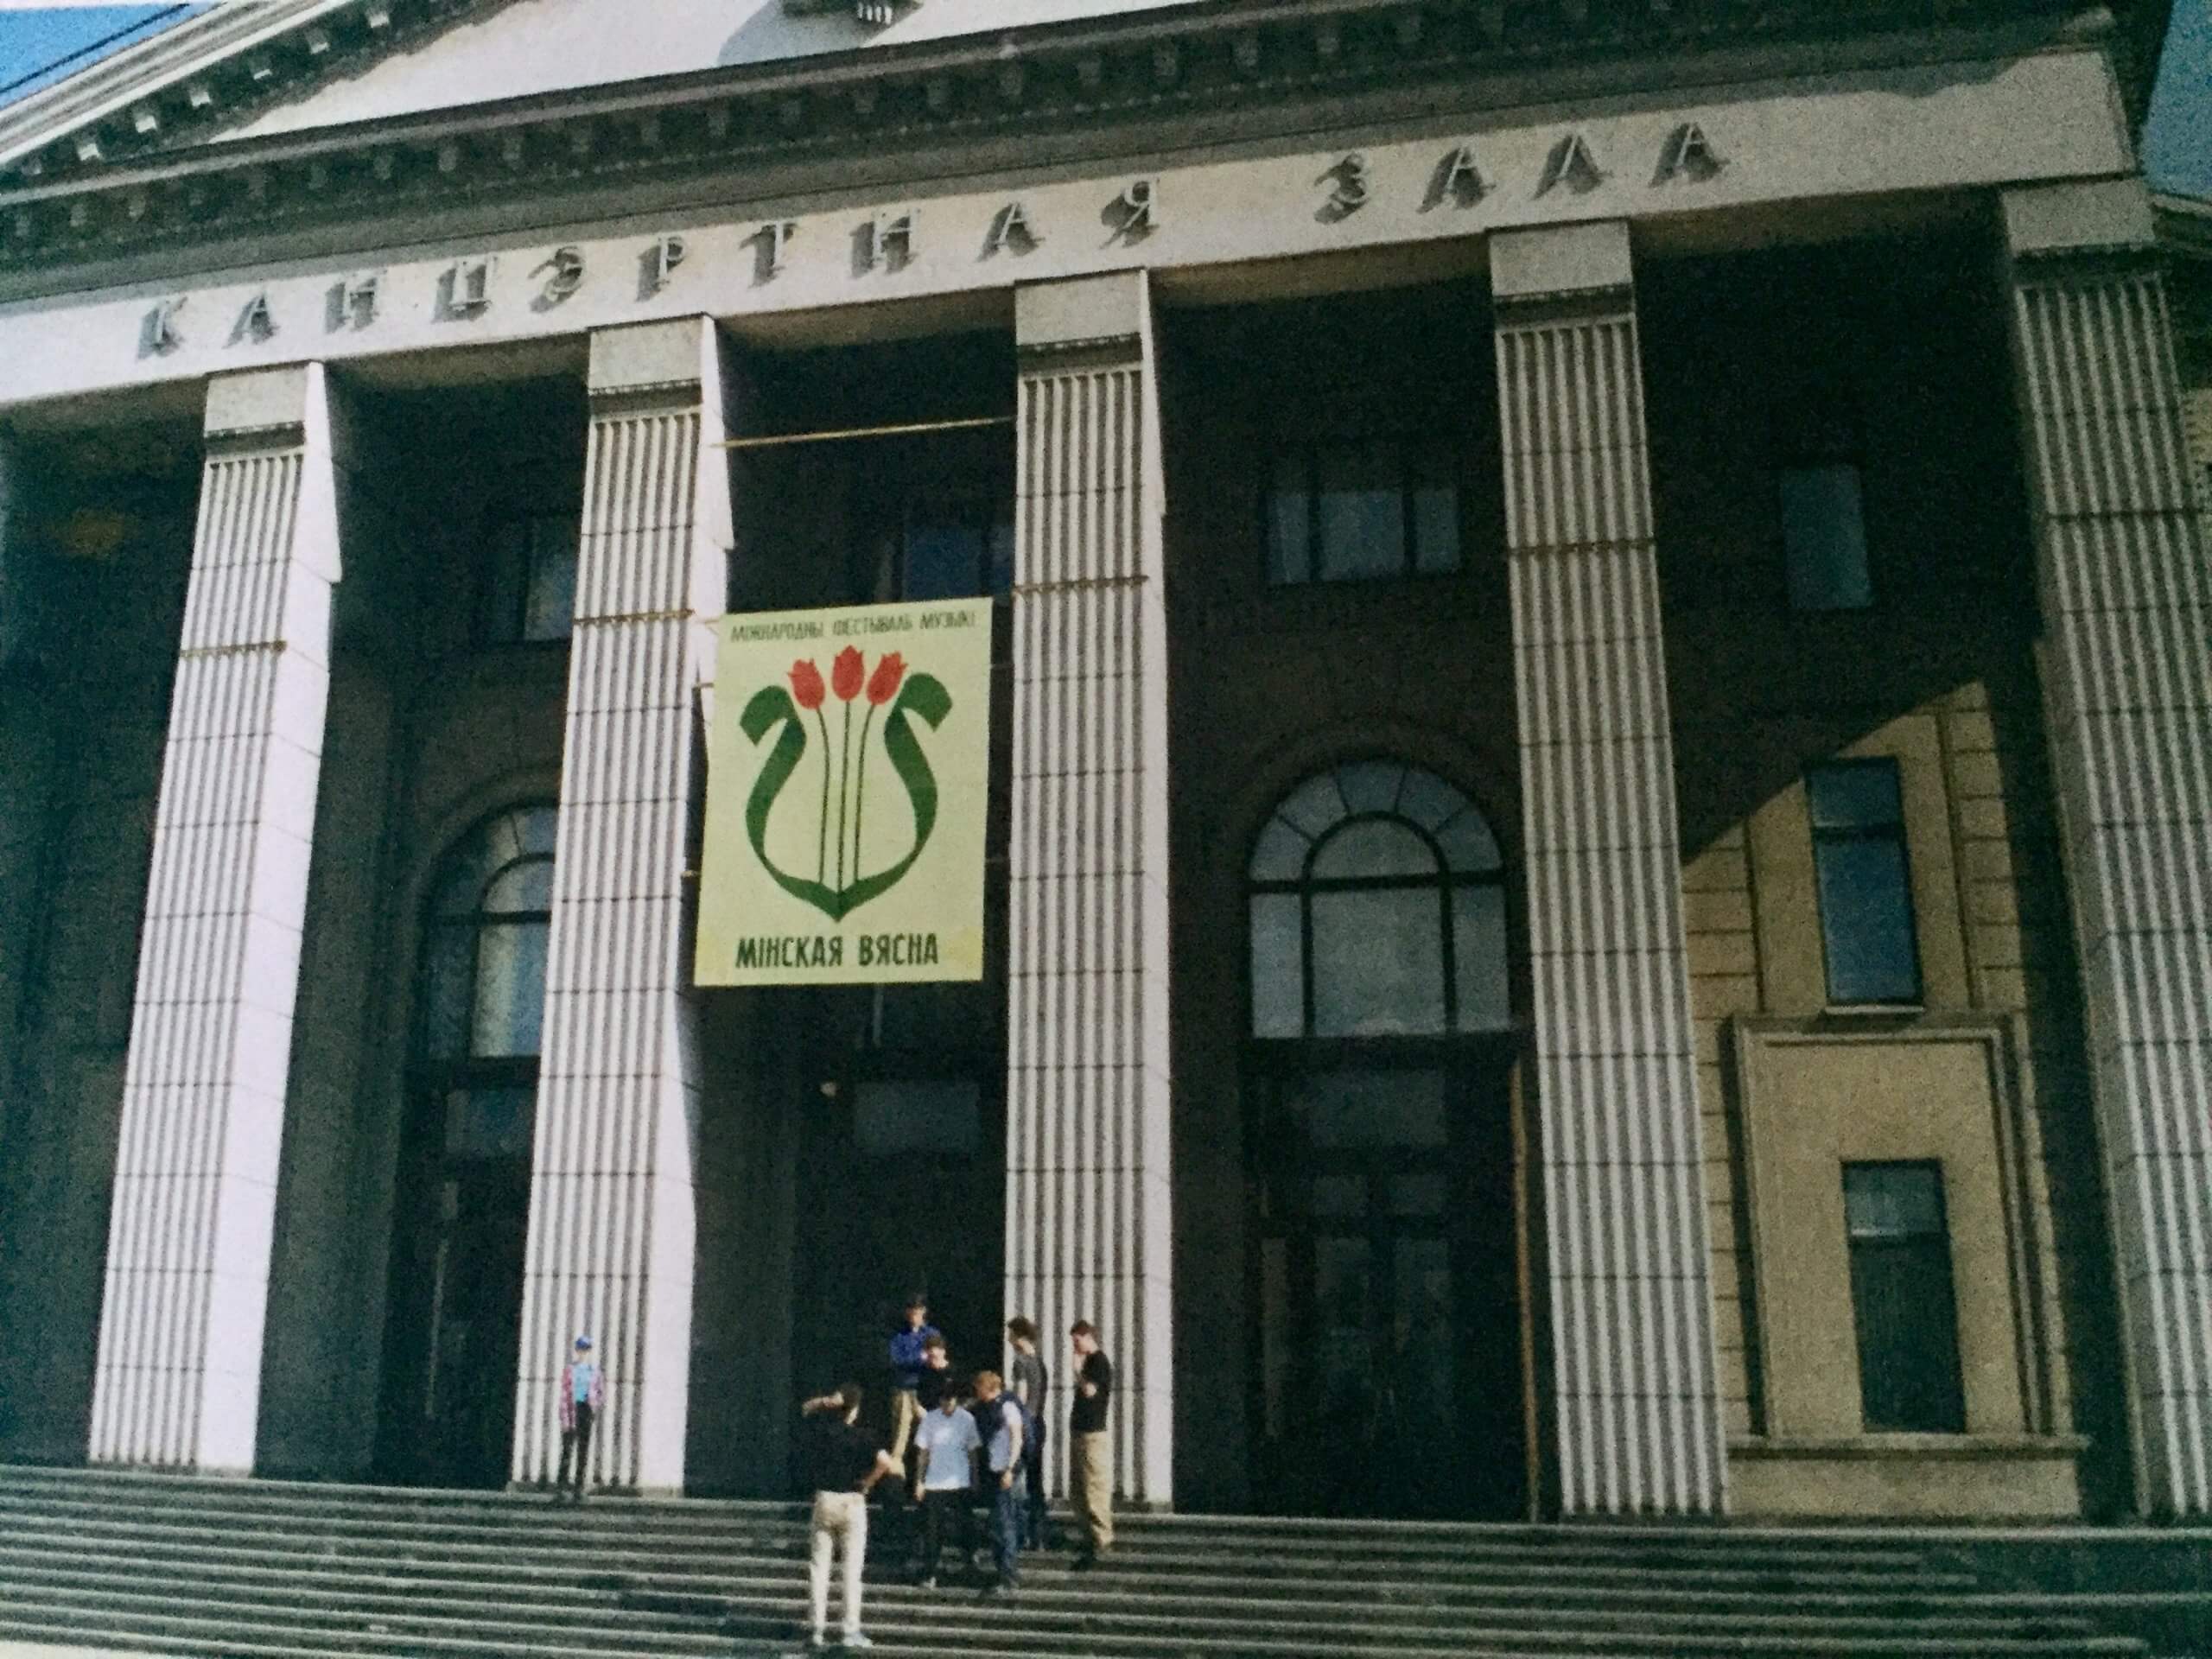 КАНЦЭРТНАЯ ЗАЛА
МІЖНАРОДНЫ ФЕСТЫВАЛЬ МУЗЫКІ
МІНСКАЯ ВЯСНА